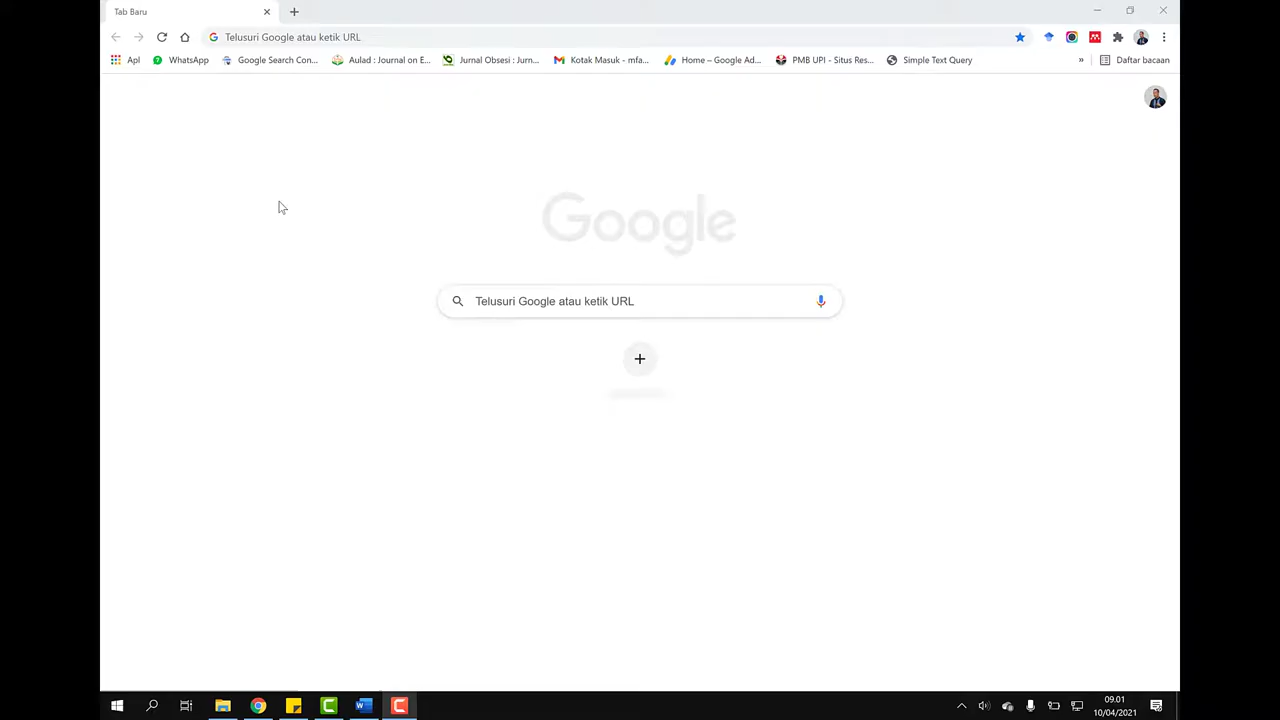 Tab Baru
Telusuri Google atau ketik URL
Apl WhatsApp Google Search Con... Aulad : Journal on E... Jurnal Obsesi : Jurn... Kotak Masuk - mfa... Home – Google Ad... PMB UPI - Situs Res... Simple Text Query » Daftar bacaan
Google
Telusuri Google atau ketik URL
09.01
10/04/2021